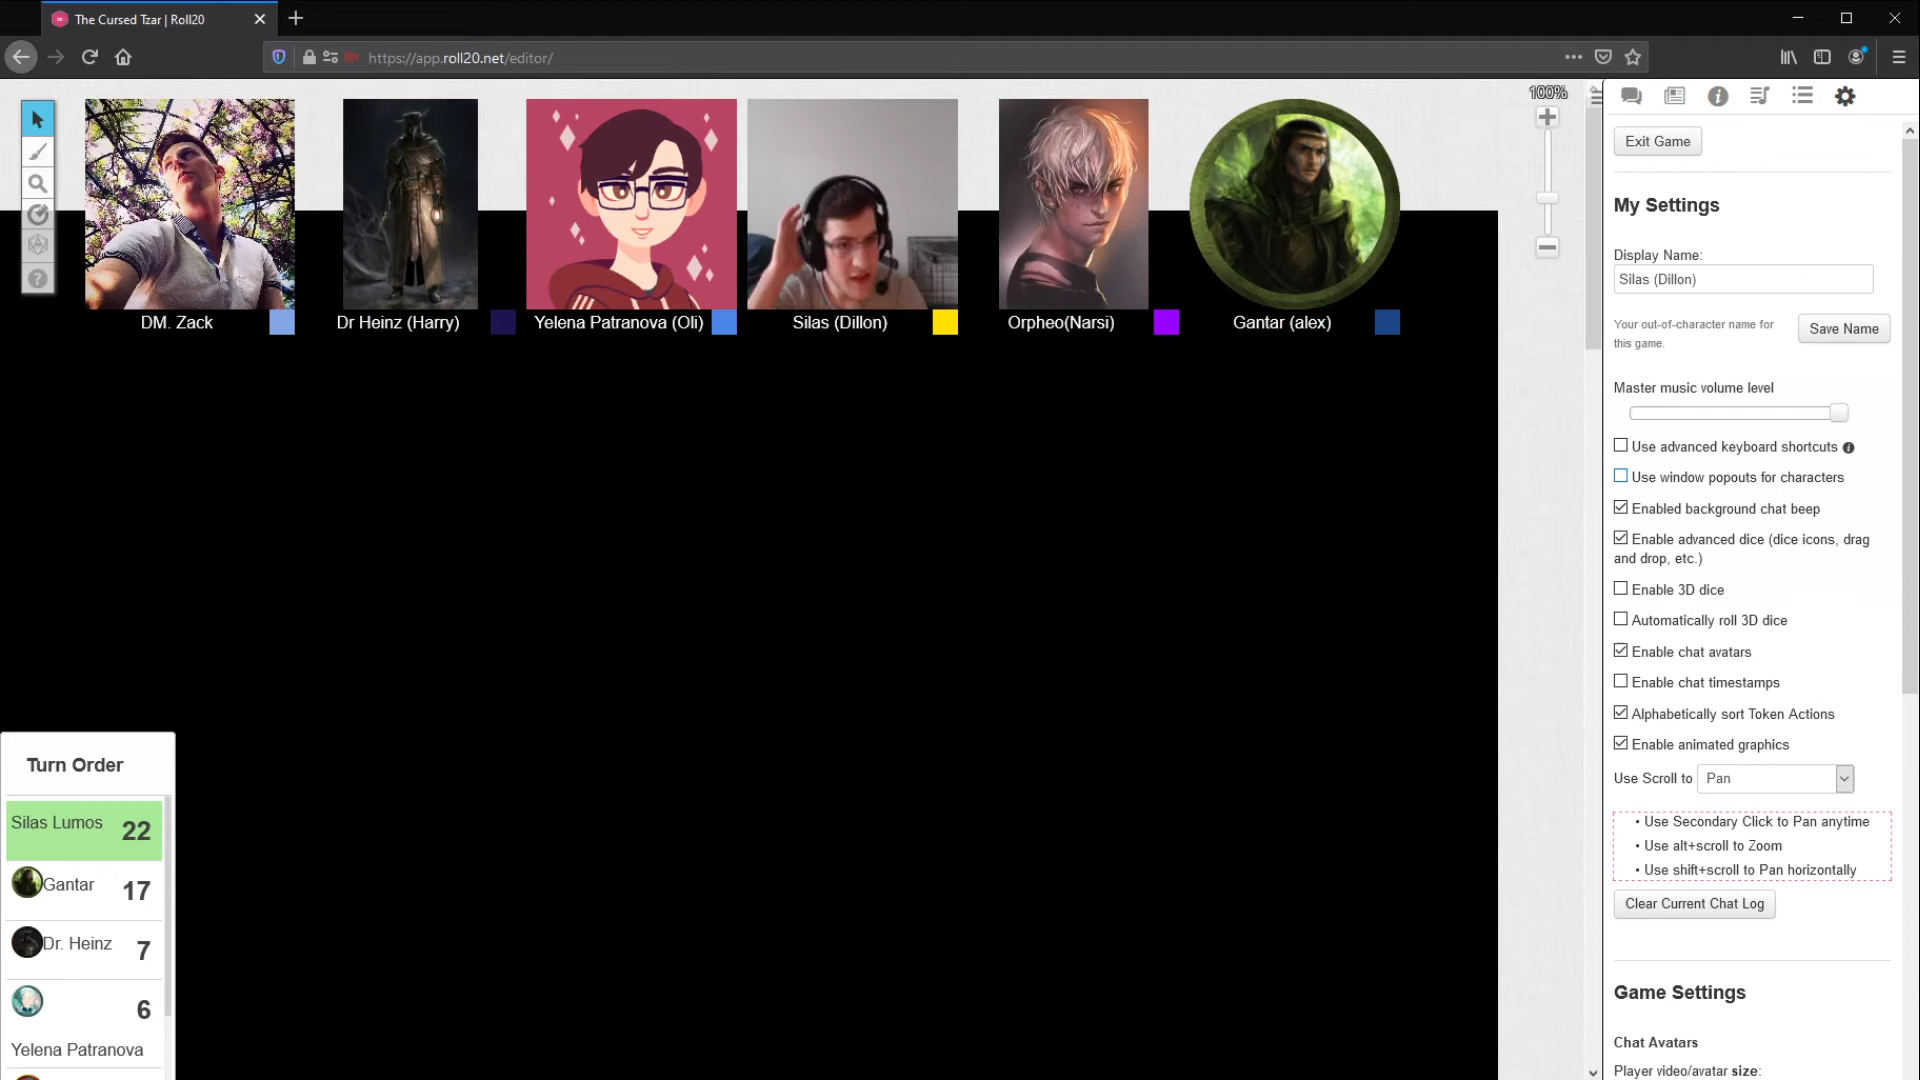 The Cursed Tzar | Roll20
https://app.roll20.net/editor/
100%
DM. Zack
Dr Heinz (Harry)
Yelena Patranova (Oli)
Silas (Dillon)
Orpheo(Narsi)
Gantar (alex)
Exit Game
My Settings
Display Name:
Silas (Dillon)
Your out-of-character name for
this game.
Save Name
Master music volume level
Use advanced keyboard shortcuts
Use window popouts for characters
Enabled background chat beep
Enable advanced dice (dice icons, drag
and drop, etc.)
Enable 3D dice
Automatically roll 3D dice
Enable chat avatars
Enable chat timestamps
Alphabetically sort Token Actions
Enable animated graphics
Use Scroll to Pan
• Use Secondary Click to Pan anytime
• Use alt+scroll to Zoom
• Use shift+scroll to Pan horizontally
Clear Current Chat Log
Game Settings
Chat Avatars
Player video/avatar size:
Turn Order
Silas Lumos 22
Gantar 17
Dr. Heinz 7
6
Yelena Patranova